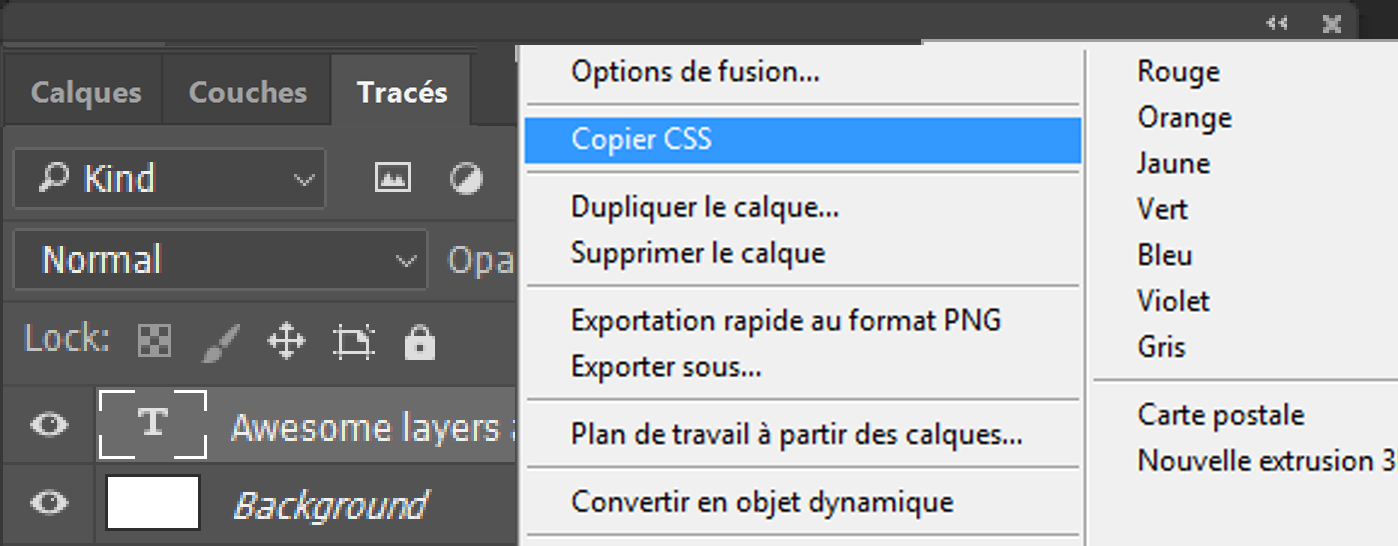 Calques Couches Tracés
Kind
Normal Opa
Lock:
Awesome layers
Background
Options de fusion...
Copier CSS
Dupliquer le calque...
Supprimer le calque
Exportation rapide au format PNG
Exporter sous...
Plan de travail à partir des calques...
Convertir en objet dynamique
Rouge
Orange
Jaune
Vert
Bleu
Violet
Gris
Carte postale
Nouvelle extrusion 3